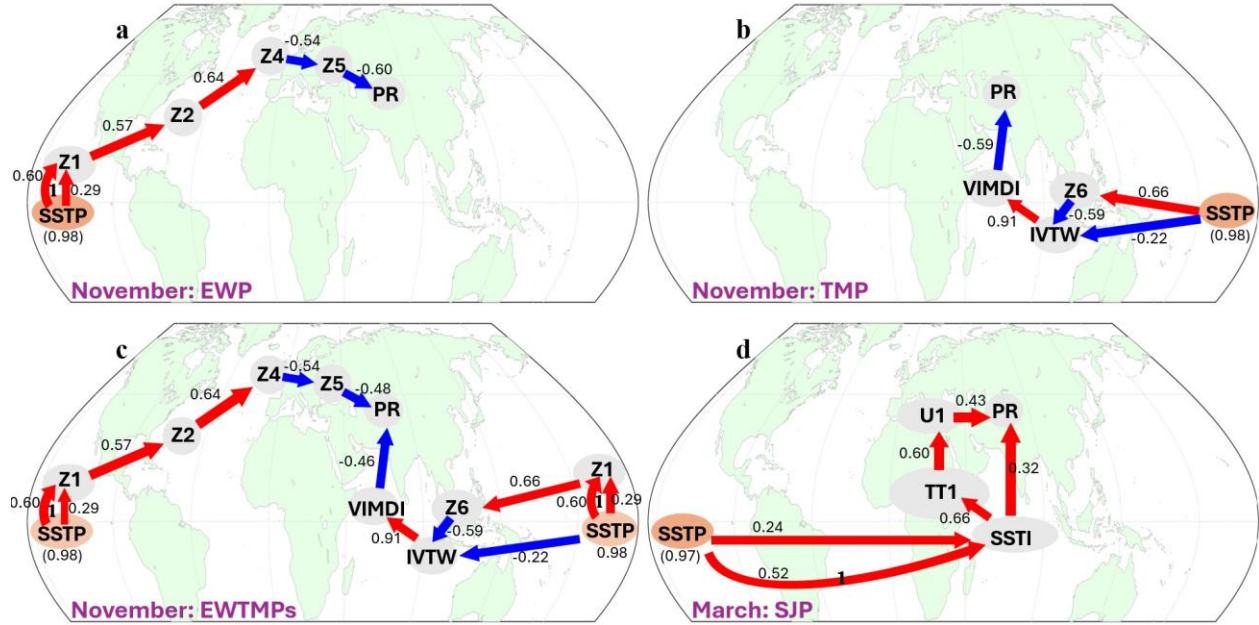 a
Z4
-0.54
Z5
-0.60
PR
0.64
Z2
0.57
Z1
0.60
1
0.29
SSTP
(0.98)
November: EWP
b
PR
-0.59
VIMDI
Z6
0.66
0.91
-0.59
IVTW
-0.22
SSTP
(0.98)
November: TMP
c
Z4
-0.54
Z5
-0.48
PR
0.64
Z2
0.57
Z1
0.60
1
0.29
SSTP
(0.98)
-0.46
VIMDI
0.91
IVTW
Z6
-0.59
0.66
Z1
0.60
1
0.29
SSTP
0.98
-0.22
November: EWTMPs
d
U1
0.43
PR
0.60
0.32
TT1
0.66
SSTI
SSTP
(0.97)
0.24
0.52
1
March: SJP